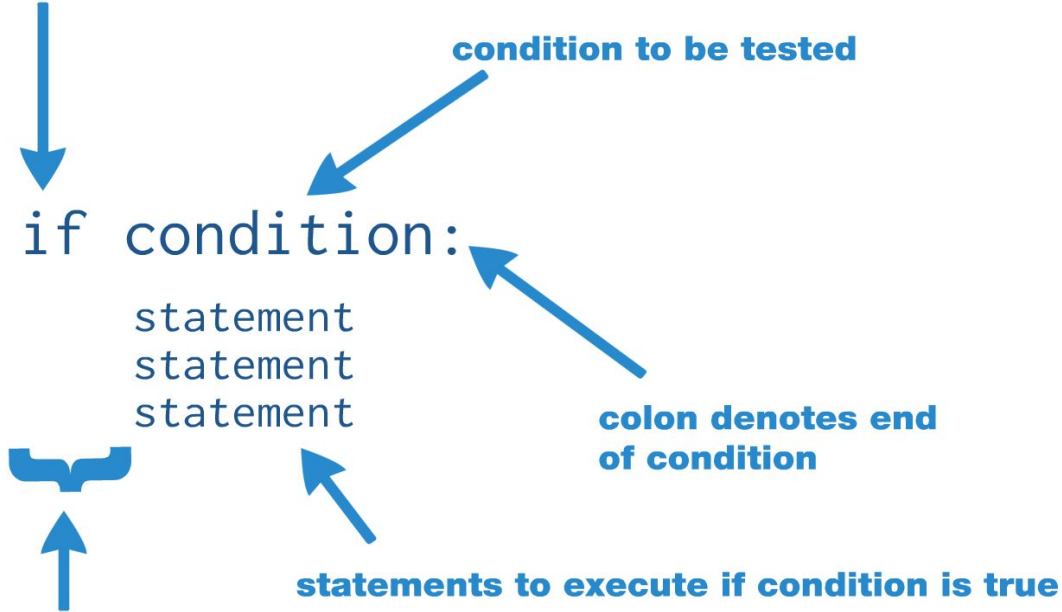 condition to be tested
if condition:
statement
statement
statement
colon denotes end
of condition
statements to execute if condition is true